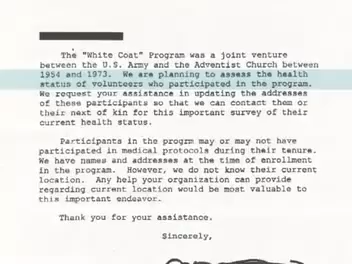 The "White Coat" Program was a joint venture
between the U.S. Army and the Adventist Church between
1954 and 1973. We are planning to assess the health
status of volunteers who participated in the program.
We request your assistance in updating the addresses
of these participants so that we can contact them or
their next of kin for this important survey of their
current health status.
Participants in the progrm may or may not have
participated in medical protocols during their tenure.
We have names and addresses at the time of enrollment
in the program. However, we do not know their current
location. Any help your organization can provide
regarding current location would be most valuable to
this important endeavor.
Thank you for your assistance.
Sincerely,